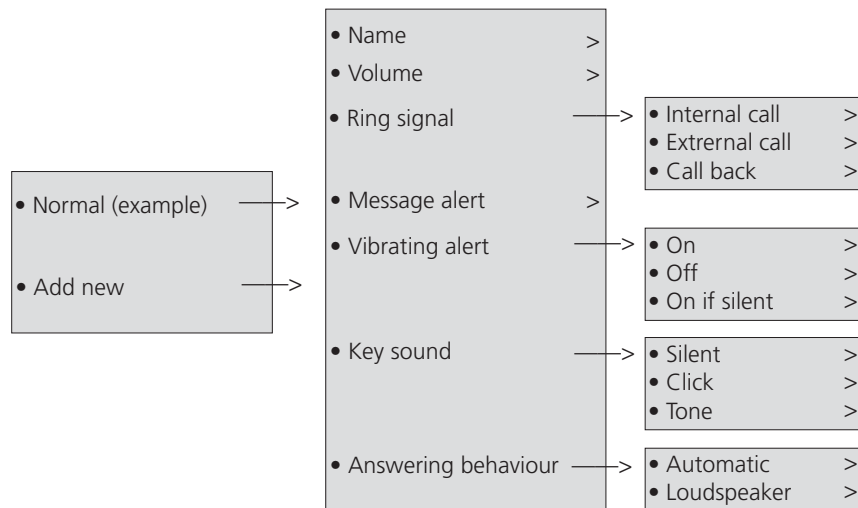 • Normal (example) >
• Add new >
• Name >
• Volume >
• Ring signal >
• Message alert >
• Vibrating alert >
• Key sound >
• Answering behaviour >
• Internal call >
• Extrernal call >
• Call back >
• On >
• Off >
• On if silent >
• Silent >
• Click >
• Tone >
• Automatic >
• Loudspeaker >